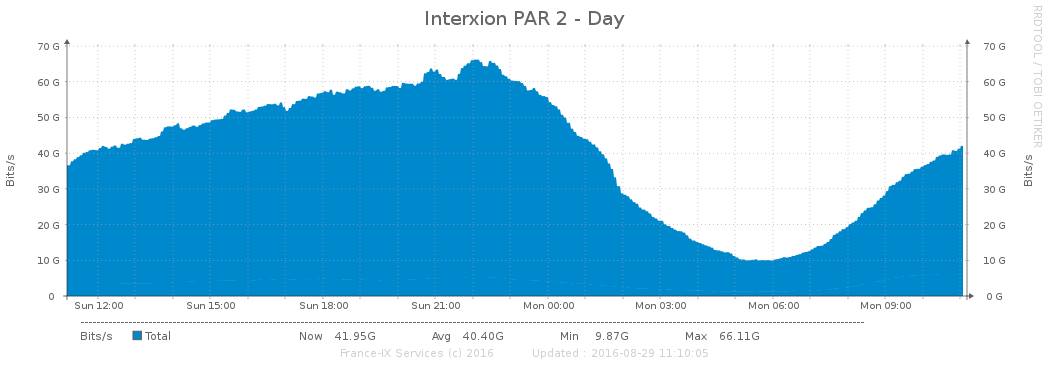 Interxion PAR 2 - Day
RRDTOOL / TOBI OETIKER
70 G 70 G
60 G 60 G
50 G 50 G
40 G 40 G
30 G 30 G
20 G 20 G
10 G 10 G
0 0 G
Bits/s
Bits/s
Sun 12:00 Sun 15:00 Sun 18:00 Sun 21:00 Mon 00:00 Mon 03:00 Mon 06:00 Mon 09:00
Bits/s Total Now 41.95G Avg 40.40G Min 9.87G Max 66.11G
France-IX Services (c) 2016 Updated : 2016-08-29 11:10:05